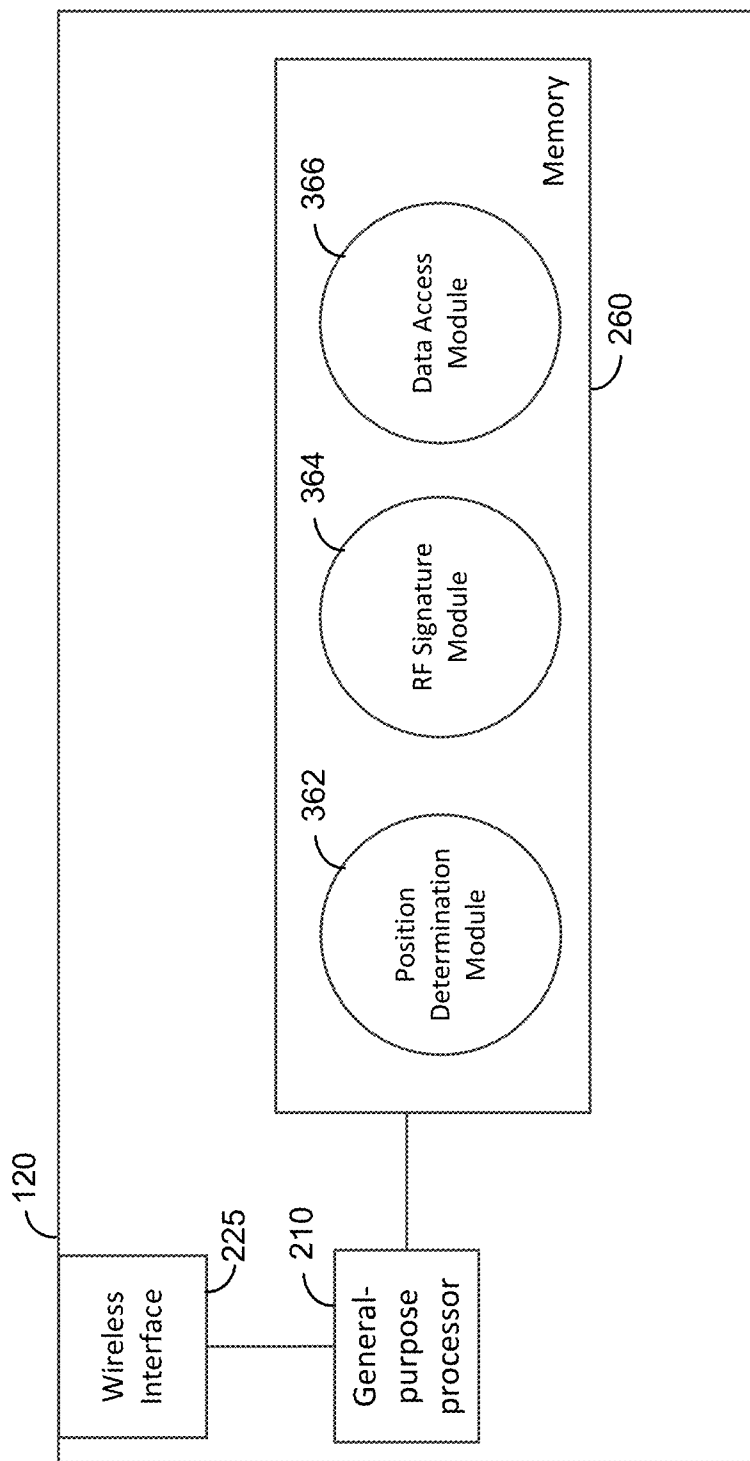 120
Wireless
Interface
225
210
General-
purpose
processor
362
Position
Determination
Module
364
RF Signature
Module
366
Data Access
Module
Memory
260